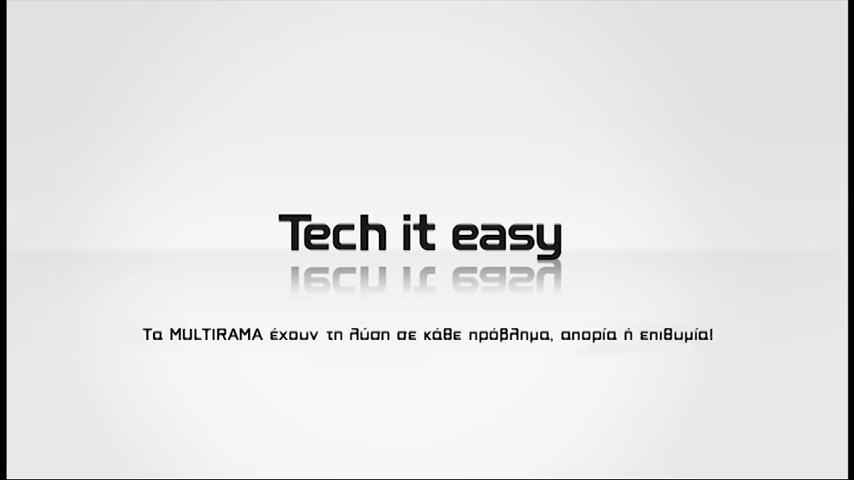 Tech it easy
Τα MULTIRAMA έχουν τη λύση σε κάθε πρόβλημα, απορία ή επιθυμία!